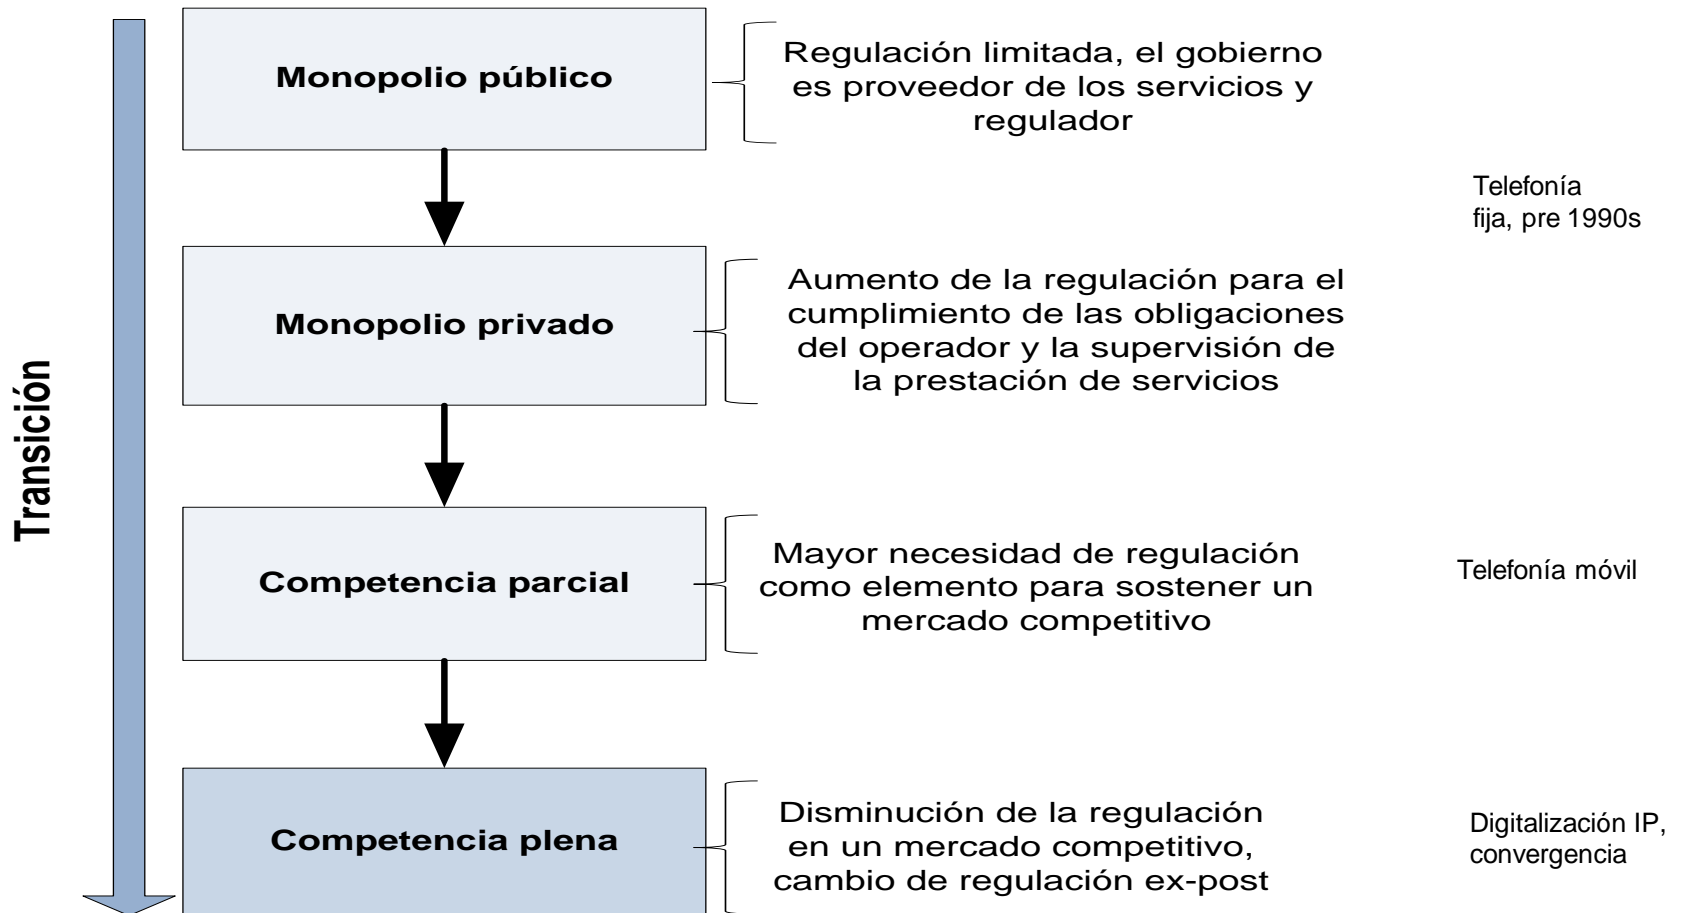 Monopolio público
Regulación limitada, el gobierno
es proveedor de los servicios y
regulador
Telefonía
fija, pre 1990s
Monopolio privado
Aumento de la regulación para el
cumplimiento de las obligaciones
del operador y la supervisión de
la prestación de servicios
Transición
Competencia parcial
Mayor necesidad de regulación
como elemento para sostener un
mercado competitivo
Telefonía móvil
Competencia plena
Disminución de la regulación
en un mercado competitivo,
cambio de regulación ex-post
Digitalización IP,
convergencia